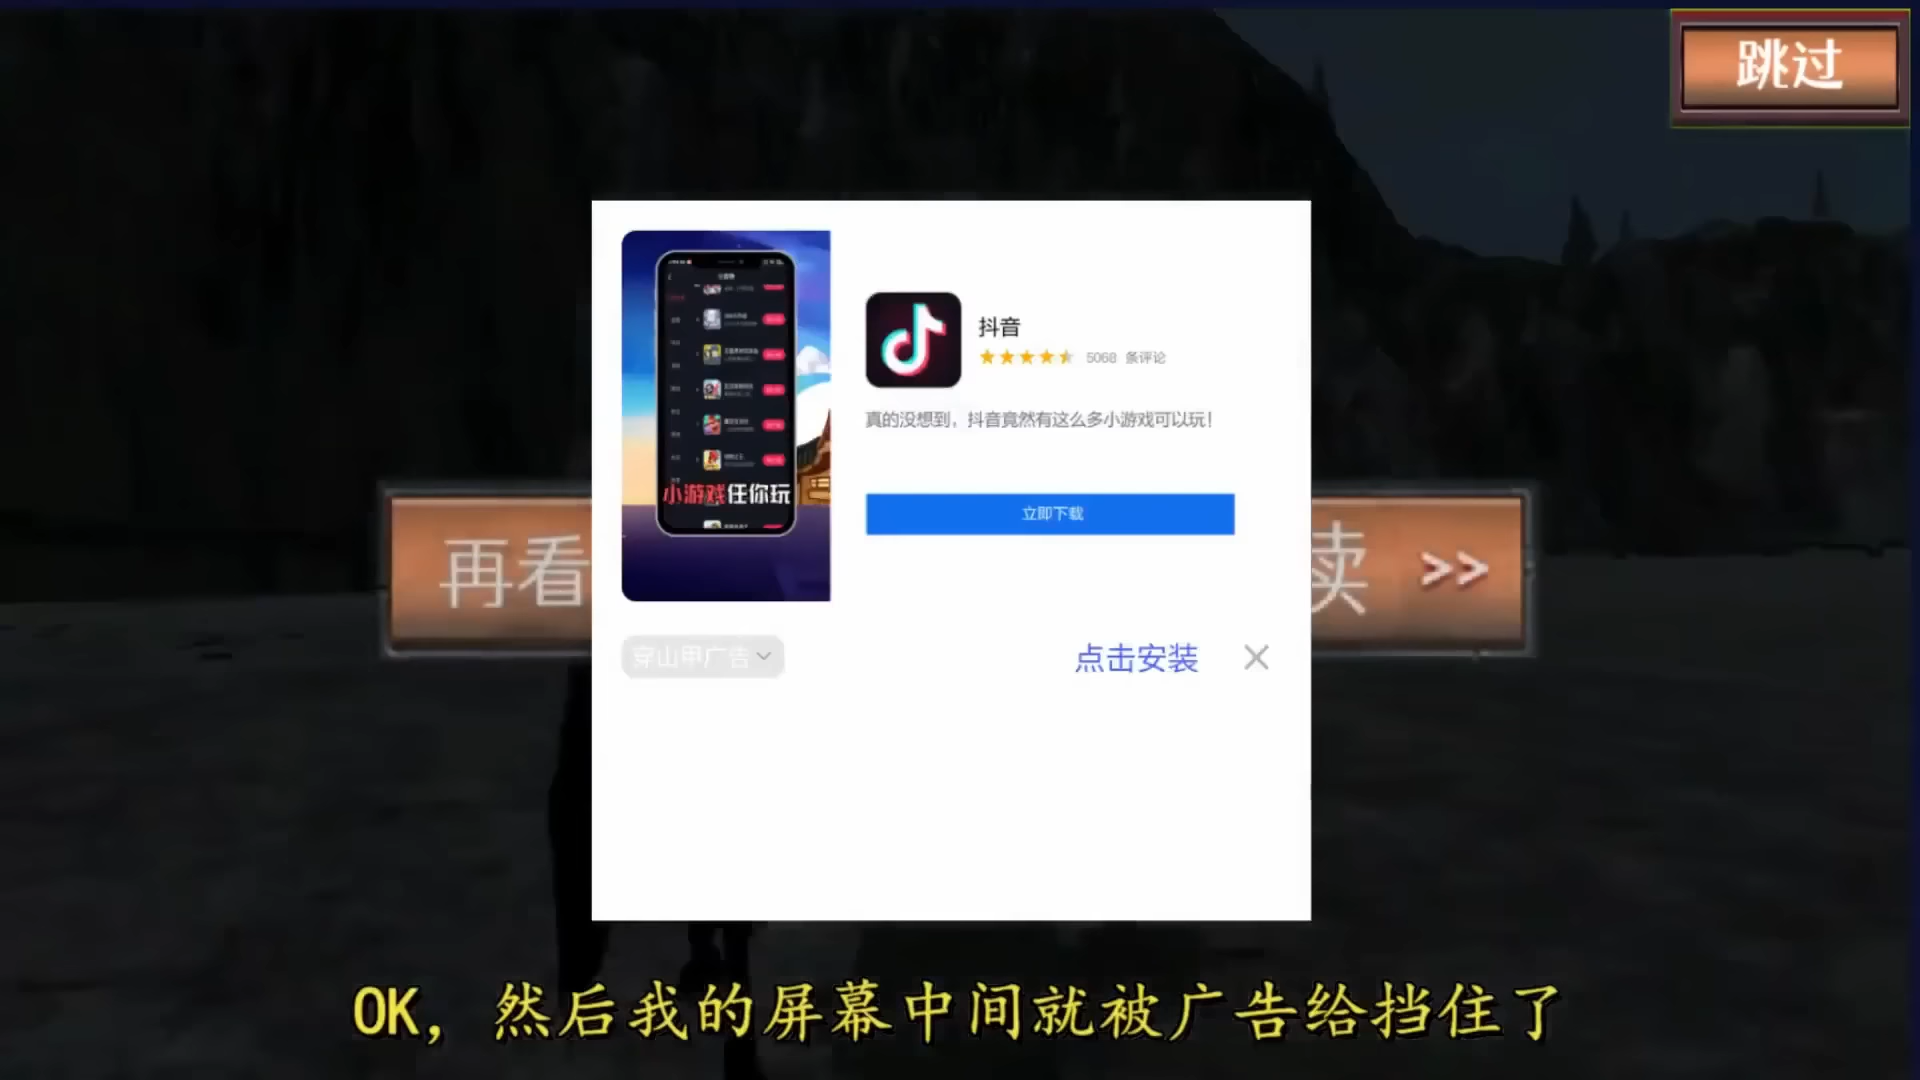 跳过
抖音
5068 条评论
真的没想到，抖音竟然有这么多小游戏可以玩！
小游戏任你玩
立即下载
再看
卖 >>
穿山甲广告
点击安装
OK，然后我的屏幕中间就被广告给挡住了